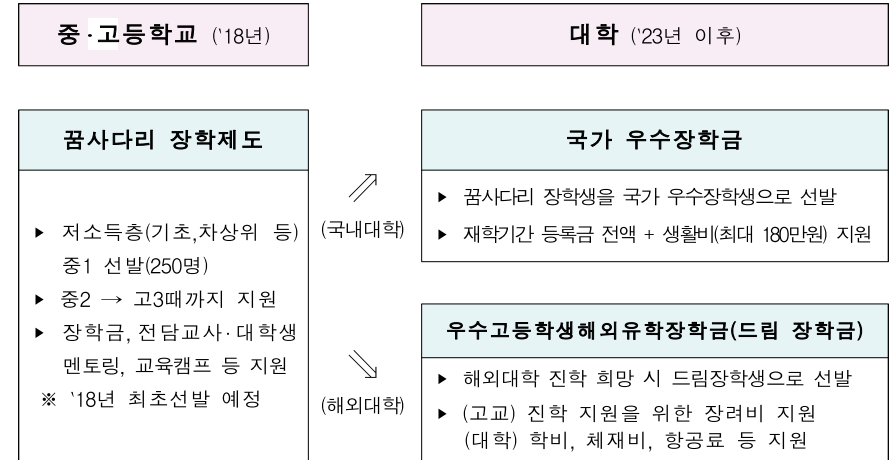 중·고등학교 (‘18년)
대학 (‘23년 이후)
꿈사다리 장학제도
▸ 저소득층(기초,차상위 등)
중1 선발(250명)
▸ 중2 → 고3때까지 지원
▸ 장학금, 전담교사·대학생
멘토링, 교육캠프 등 지원
※ ‘18년 최초선발 예정
(국내대학)
(해외대학)
국가 우수장학금
▸ 꿈사다리 장학생을 국가 우수장학생으로 선발
▸ 재학기간 등록금 전액 + 생활비(최대 180만원) 지원
우수고등학생해외유학장학금(드림 장학금)
▸ 해외대학 진학 희망 시 드림장학생으로 선발
▸ (고교) 진학 지원을 위한 장려비 지원
(대학) 학비, 체재비, 항공료 등 지원